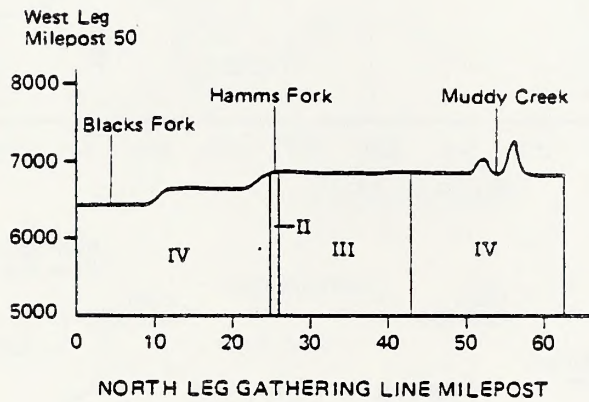 West Leg
Milepost 50
8000
Hamms Fork
Muddy Creek
Blacks Fork
7000
6000
II
IV
III
IV
5000
0 10 20 30 40 50 60
NORTH LEG GATHERING LINE MILEPOST